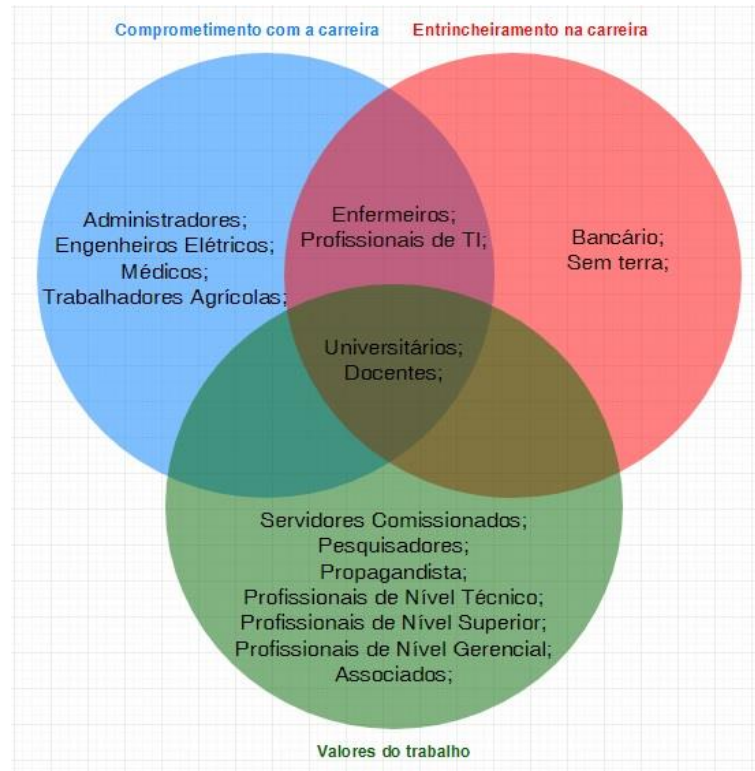 Comprometimento com a carreira
Entrincheiramento na carreira
Administradores;
Engenheiros Elétricos;
Médicos;
Trabalhadores Agrícolas;
Enfermeiros;
Profissionais de TI;
Bancário;
Sem terra;
Universitários;
Docentes;
Servidores Comissionados;
Pesquisadores;
Propagandista;
Profissionais de Nível Técnico;
Profissionais de Nível Superior;
Profissionais de Nível Gerencial;
Associados;
Valores do trabalho